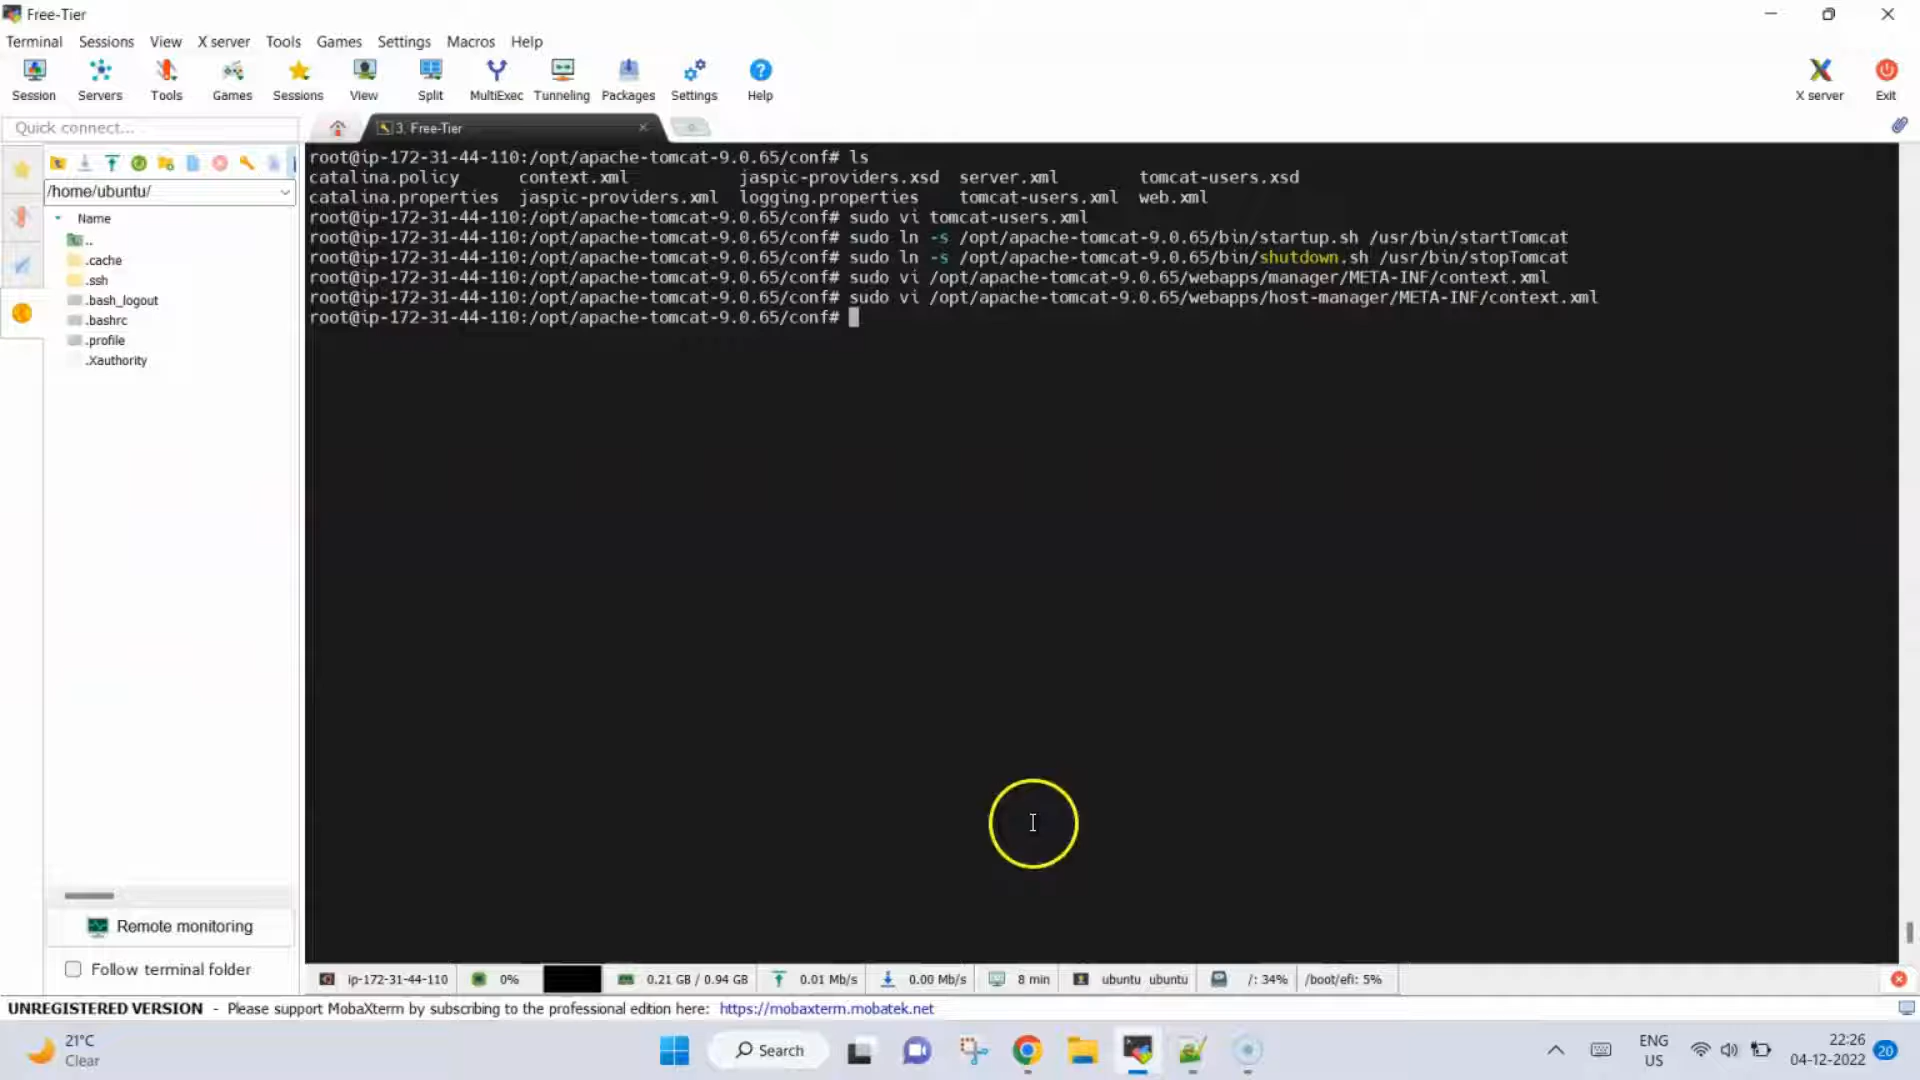 Free-Tier
Terminal Sessions View X server Tools Games Settings Macros Help
Session Servers Tools Games Sessions View Split MultiExec Tunneling Packages Settings Help X server Exit
Quick connect...
3. Free-Tier
/home/ubuntu/
Name
..
.cache
.ssh
.bash_logout
.bashrc
.profile
.Xauthority
root@ip-172-31-44-110:/opt/apache-tomcat-9.0.65/conf# ls
catalina.policy context.xml jaspic-providers.xsd server.xml tomcat-users.xsd
catalina.properties jaspic-providers.xml logging.properties tomcat-users.xml web.xml
root@ip-172-31-44-110:/opt/apache-tomcat-9.0.65/conf# sudo vi tomcat-users.xml
root@ip-172-31-44-110:/opt/apache-tomcat-9.0.65/conf# sudo ln -s /opt/apache-tomcat-9.0.65/bin/startup.sh /usr/bin/startTomcat
root@ip-172-31-44-110:/opt/apache-tomcat-9.0.65/conf# sudo ln -s /opt/apache-tomcat-9.0.65/bin/shutdown.sh /usr/bin/stopTomcat
root@ip-172-31-44-110:/opt/apache-tomcat-9.0.65/conf# sudo vi /opt/apache-tomcat-9.0.65/webapps/manager/META-INF/context.xml
root@ip-172-31-44-110:/opt/apache-tomcat-9.0.65/conf# sudo vi /opt/apache-tomcat-9.0.65/webapps/host-manager/META-INF/context.xml
root@ip-172-31-44-110:/opt/apache-tomcat-9.0.65/conf#
Remote monitoring
Follow terminal folder
ip-172-31-44-110 0% 0.21 GB / 0.94 GB 0.01 Mb/s 0.00 Mb/s 8 min ubuntu ubuntu /: 34% /boot/efi: 5%
UNREGISTERED VERSION - Please support MobaXterm by subscribing to the professional edition here: https://mobaxterm.mobatek.net
21°C
Clear
Search
ENG
US
22:26
04-12-2022
20